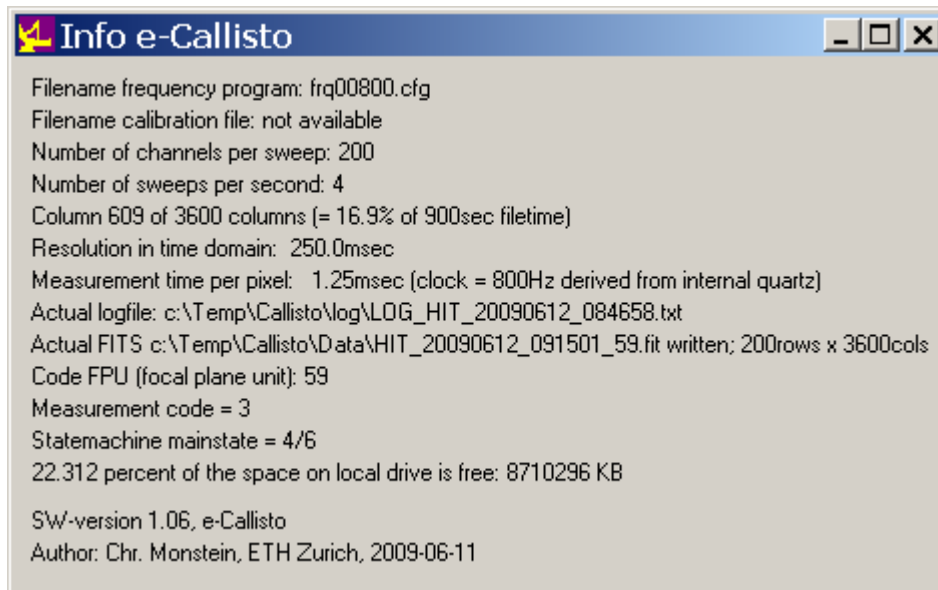 Info e-Callisto
Filename frequency program: frq00800.cfg
Filename calibration file: not available
Number of channels per sweep: 200
Number of sweeps per second: 4
Column 609 of 3600 columns (= 16.9% of 900sec filetime)
Resolution in time domain:  250.0msec
Measurement time per pixel:   1.25msec (clock = 800Hz derived from internal quartz)
Actual logfile: c:\Temp\Callisto\log\LOG_HIT_20090612_084658.txt
Actual FITS c:\Temp\Callisto\Data\HIT_20090612_091501_59.fit written; 200rows x 3600cols
Code FPU (focal plane unit): 59
Measurement code = 3
Statemachine mainstate = 4/6
22.312 percent of the space on local drive is free: 8710296 KB
SW-version 1.06, e-Callisto
Author: Chr. Monstein, ETH Zurich, 2009-06-11